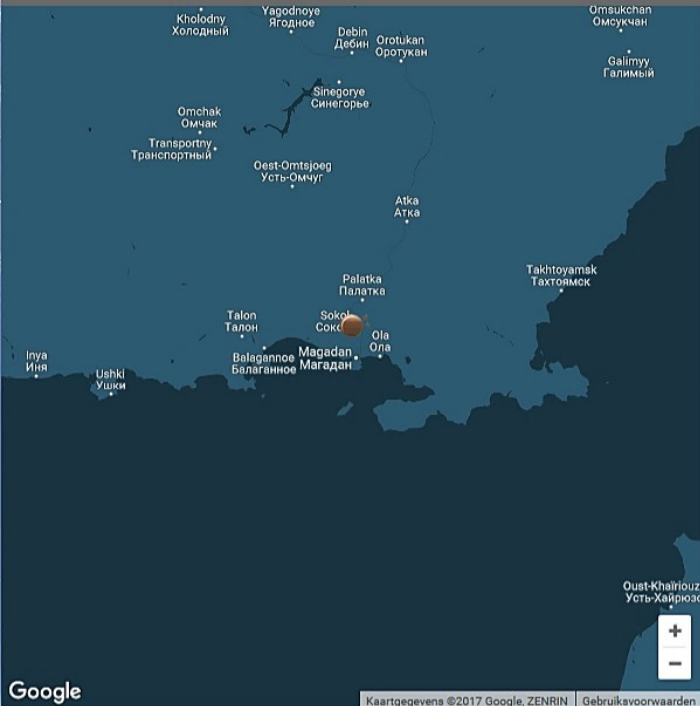 Kholodny
Холодный
Yagodnoye
Ягодное
Debin
Дебин
Orotukan
Оротукан
Omsukchan
Омсукчан
Galimyy
Галимый
Sinegorye
Синегорье
Omchak
Омчак
Transportny
Транспортный
Oest-Omtsjoeg
Усть-Омчуг
Atka
Атка
Takhtoyamsk
Тахтоямск
Palatka
Палатка
Talon
Талон
Sokol
Ola
Ола
Magadan
Магадан
Balagannoe
Балаганное
Inya
Иня
Ushki
Ушки
Oust-Khaïriouz
Усть-Хайрюзо
+
−
Google
Kaartgegevens ©2017 Google, ZENRIN
Gebruiksvoorwaarden